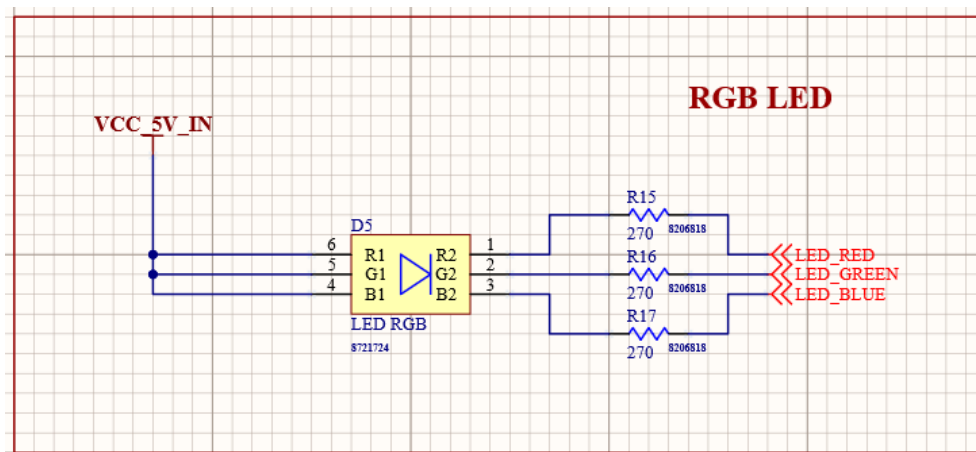 RGB LED
VCC_5V_IN
R15
270
8206818
D5
6 R1 R2 1
5 G1 G2 2
4 B1 B2 3
LED RGB
8721724
R16
270
8206818
R17
270
8206818
LED_RED
LED_GREEN
LED_BLUE